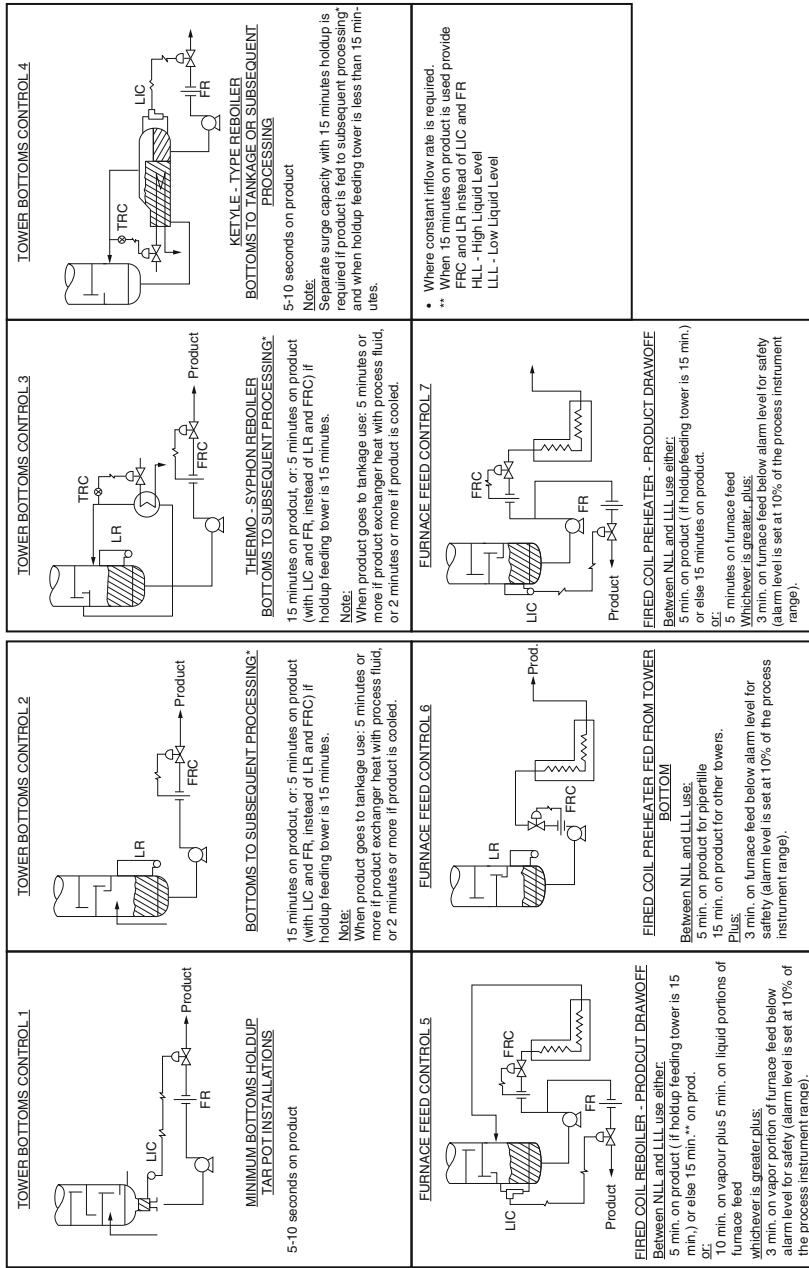 TOWER BOTTOMS CONTROL 1
LIC
FR
Product
MINIMUM BOTTOMS HOLDUP
TAR POT INSTALLATIONS
5-10 seconds on product
TOWER BOTTOMS CONTROL 2
LR
FRC
Product
BOTTOMS TO SUBSEQUENT PROCESSING*
15 minutes on prodcut, or: 5 minutes on product
(with LIC and FR, instead of LR and FRC) if
holdup feeding tower is 15 minutes.
Note:
When product goes to tankage use: 5 minutes or
more if product exchanger heat with process fluid,
or 2 minutes or more if product is cooled.
TOWER BOTTOMS CONTROL 3
TRC
LR
FRC
Product
THERMO - SYPHON REBOILER
BOTTOMS TO SUBSEQUENT PROCESSING*
15 minutes on prodcut, or: 5 minutes on product
(with LIC and FR, instead of LR and FRC) if
holdup feeding tower is 15 minutes.
Note:
When product goes to tankage use: 5 minutes or
more if product exchanger heat with process fluid,
or 2 minutes or more if product is cooled.
TOWER BOTTOMS CONTROL 4
TRC
LIC
FR
KETYLE - TYPE REBOILER
BOTTOMS TO TANKAGE OR SUBSEQUENT
PROCESSING
5-10 seconds on product
Note:
Separate surge capacity with 15 minutes holdup is
required if product is fed to subsequent processing*
and when holdup feeding tower is less than 15 min-
utes.
FURNACE FEED CONTROL 5
LIC
FRC
FR
Product
FIRED COIL REBOILER - PRODCUT DRAWOFF
Between NLL and LLL use either:
5 min. on product ( if holdup feeding tower is 15
min,) or else 15 min.** on prod.
or:
10 min. on vapour plus 5 min. on liquid portions of
furnace feed
whichever is greater plus:
3 min. on vapor portion of furnace feed below
alarm level for safety (alarm level is set at 10% of
the process instrument range).
FURNACE FEED CONTROL 6
LR
FRC
Prod.
FIRED COIL PREHEATER FED FROM TOWER
BOTTOM
Between NLL and LLL use:
5 min. on product for pipertille
15 min. on product for other towers.
Plus:
3 min. on furnace feed below alarm level for
saftety (alarm level is set at 10% of the process
instrument range).
FURNACE FEED CONTROL 7
LIC
FRC
FR
Product
FIRED COIL PREHEATER - PRODUCT DRAWOFF
Between NLL and LLL use either:
5 min. on product ( if holdupfeeding tower is 15 min.)
or else 15 minutes on product.
or:
5 minutes on furnace feed
Whichever is greater, plus:
3 min. on furnace feed below alarm level for safety
(alarm level is set at 10% of the process instrument
range).
• Where constant inflow rate is required.
** When 15 minutes on product is used provide
FRC and LR instead of LIC and FR
HLL - High Liquid Level
LLL - Low Liquid Level